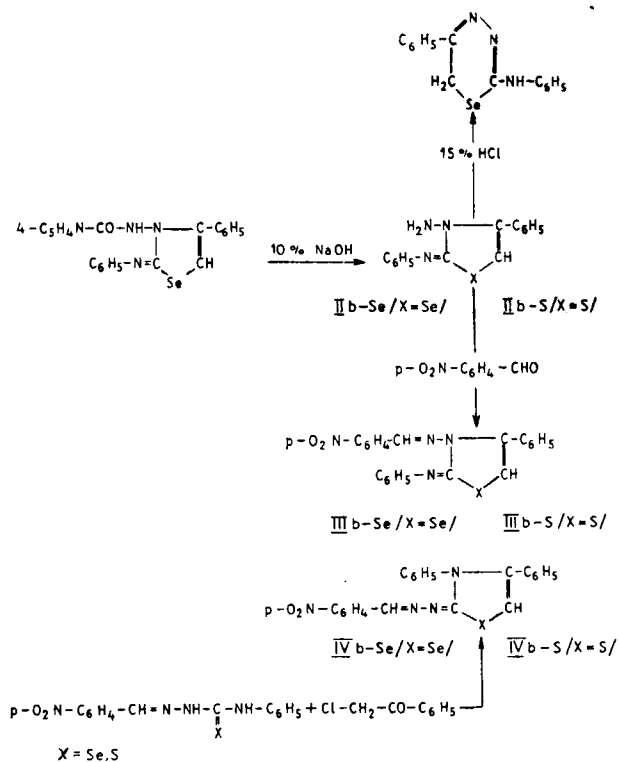 N N
C₆H₅-C
H₂C C-NH-C₆H₅
Se
15 % HCl
4-C₅H₄N-CO-NH-N C-C₆H₅
C₆H₅-N=C CH
Se
10 % NaOH
H₂N-N C-C₆H₅
C₆H₅-N=C CH
X
II b-Se/X=Se/ II b-S/X=S/
p-O₂N-C₆H₄-CHO
p-O₂N-C₆H₄-CH=N-N C-C₆H₅
C₆H₅-N=C CH
X
III b-Se/X=Se/ III b-S/X=S/
C₆H₅-N C-C₆H₅
p-O₂N-C₆H₄-CH=N-N=C CH
X
IV b-Se/X=Se/ IV b-S/X=S/
p-O₂N-C₆H₄-CH=N-NH-C-NH-C₆H₅+Cl-CH₂-CO-C₆H₅
X
X=Se,S